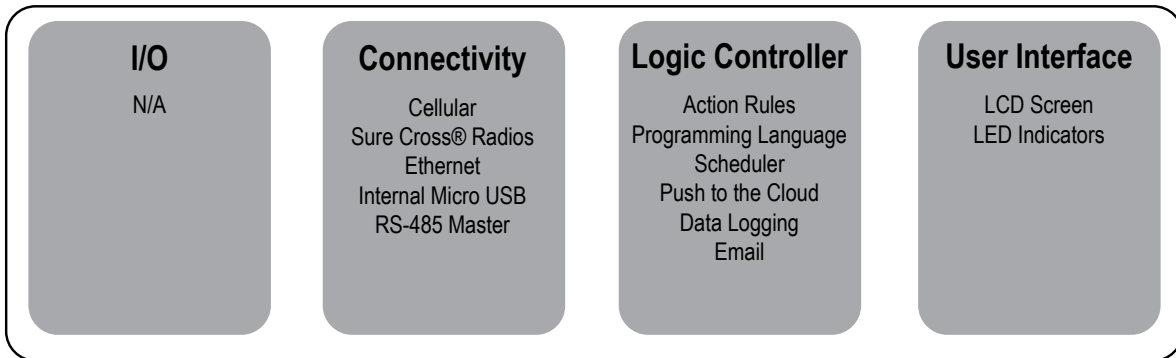 I/O
N/A
Connectivity
Cellular
Sure Cross® Radios
Ethernet
Internal Micro USB
RS-485 Master
Logic Controller
Action Rules
Programming Language
Scheduler
Push to the Cloud
Data Logging
Email
User Interface
LCD Screen
LED Indicators